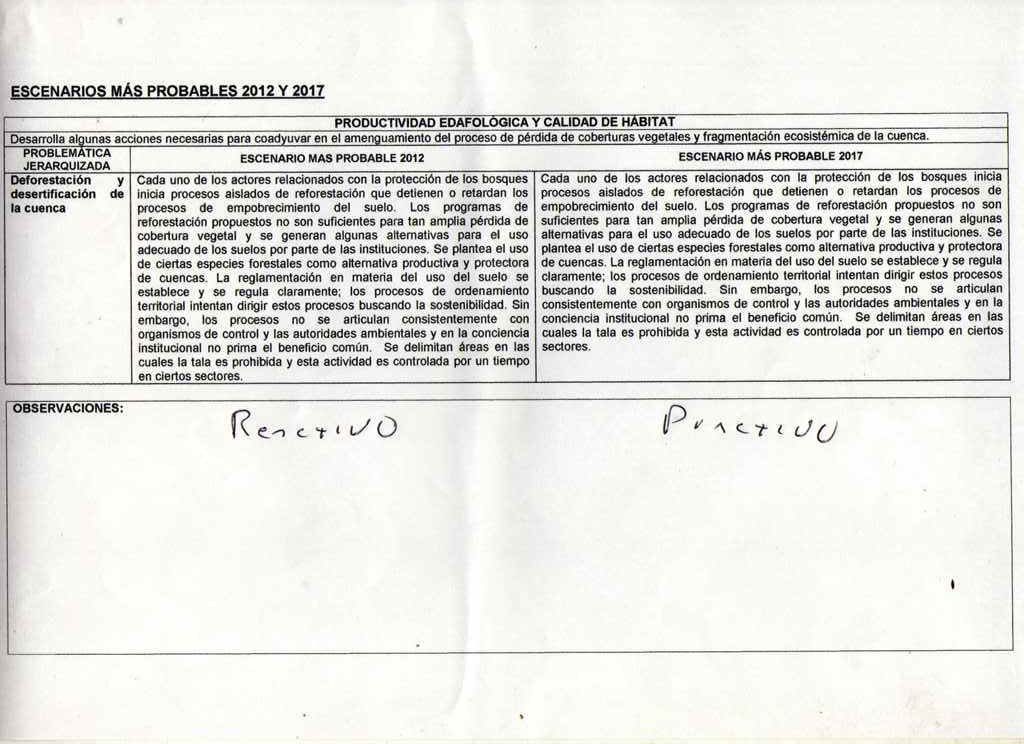 ESCENARIOS MÁS PROBABLES 2012 Y 2017
PRODUCTIVIDAD EDAFOLÓGICA Y CALIDAD DE HÁBITAT
Desarrolla algunas acciones necesarias para coadyuvar en el amenguamiento del proceso de pérdida de coberturas vegetales y fragmentación ecosistémica de la cuenca.
PROBLEMÁTICA
JERARQUIZADA
ESCENARIO MAS PROBABLE 2012
ESCENARIO MÁS PROBABLE 2017
Deforestación y
desertificación de
la cuenca
Cada uno de los actores relacionados con la protección de los bosques
inicia procesos aislados de reforestación que detienen o retardan los
procesos de empobrecimiento del suelo. Los programas de
reforestación propuestos no son suficientes para tan amplia pérdida de
cobertura vegetal y se generan algunas alternativas para el uso
adecuado de los suelos por parte de las instituciones. Se plantea el uso
de ciertas especies forestales como alternativa productiva y protectora
de cuencas. La reglamentación en materia del uso del suelo se
establece y se regula claramente; los procesos de ordenamiento
territorial intentan dirigir estos procesos buscando la sostenibilidad. Sin
embargo, los procesos no se articulan consistentemente con
organismos de control y las autoridades ambientales y en la conciencia
institucional no prima el beneficio común. Se delimitan áreas en las
cuales la tala es prohibida y esta actividad es controlada por un tiempo
en ciertos sectores.
Cada uno de los actores relacionados con la protección de los bosques inicia
procesos aislados de reforestación que detienen o retardan los procesos de
empobrecimiento del suelo. Los programas de reforestación propuestos no son
suficientes para tan amplia pérdida de cobertura vegetal y se generan algunas
alternativas para el uso adecuado de los suelos por parte de las instituciones. Se
plantea el uso de ciertas especies forestales como alternativa productiva y protectora
de cuencas. La reglamentación en materia del uso del suelo se establece y se regula
claramente; los procesos de ordenamiento territorial intentan dirigir estos procesos
buscando la sostenibilidad. Sin embargo, los procesos no se articulan
consistentemente con organismos de control y las autoridades ambientales y en la
conciencia institucional no prima el beneficio común. Se delimitan áreas en las
cuales la tala es prohibida y esta actividad es controlada por un tiempo en ciertos
sectores.
OBSERVACIONES:
Reactivo